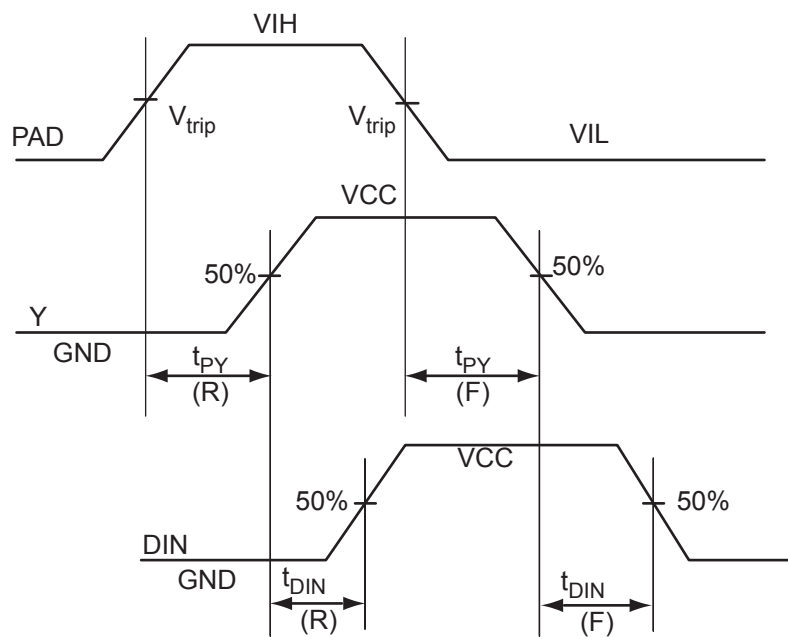 VIH
PAD
V_trip
V_trip
VIL
VCC
50%
50%
Y
GND
t_PY
(R)
t_PY
(F)
VCC
50%
50%
DIN
GND
t_DIN
(R)
t_DIN
(F)